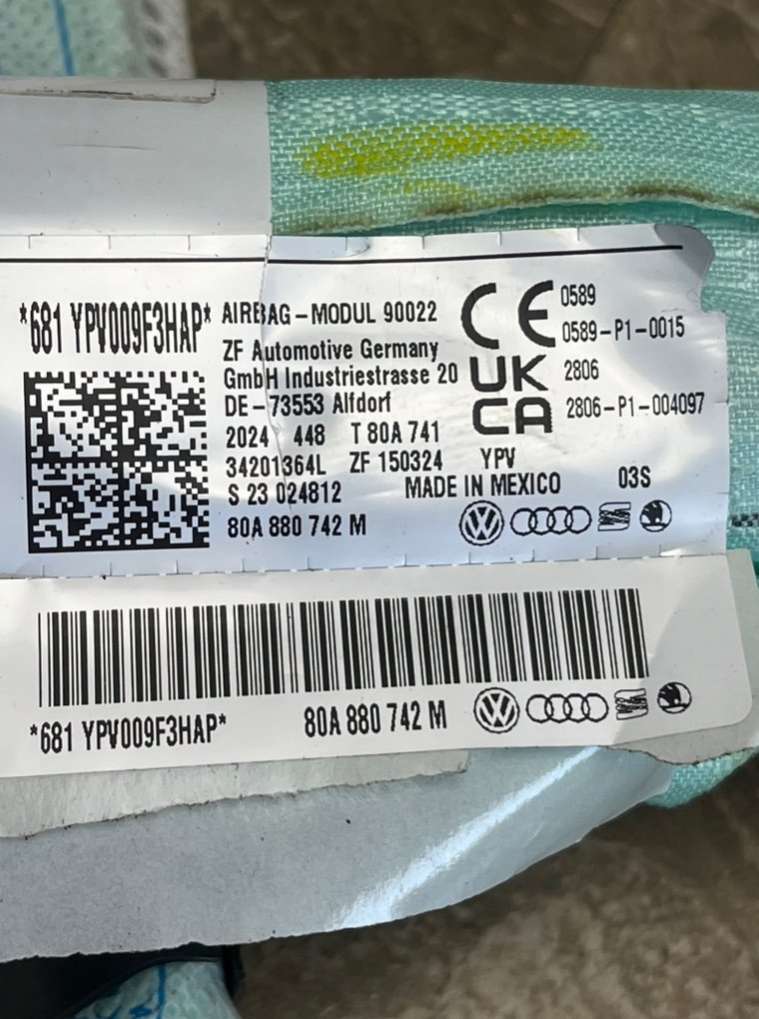 *681 YPV009F3HAP*
AIRBAG-MODUL 90022
ZF Automotive Germany
GmbH Industriestrasse 20
DE-73553 Alfdorf
2024 448 T 80A 741
34201364L ZF 150324 YPV
S 23 024812 MADE IN MEXICO 03S
80A 880 742 M
CE 0589
0589-P1-0015
UK 2806
CA 2806-P1-004097
*681 YPV009F3HAP* 80A 880 742 M